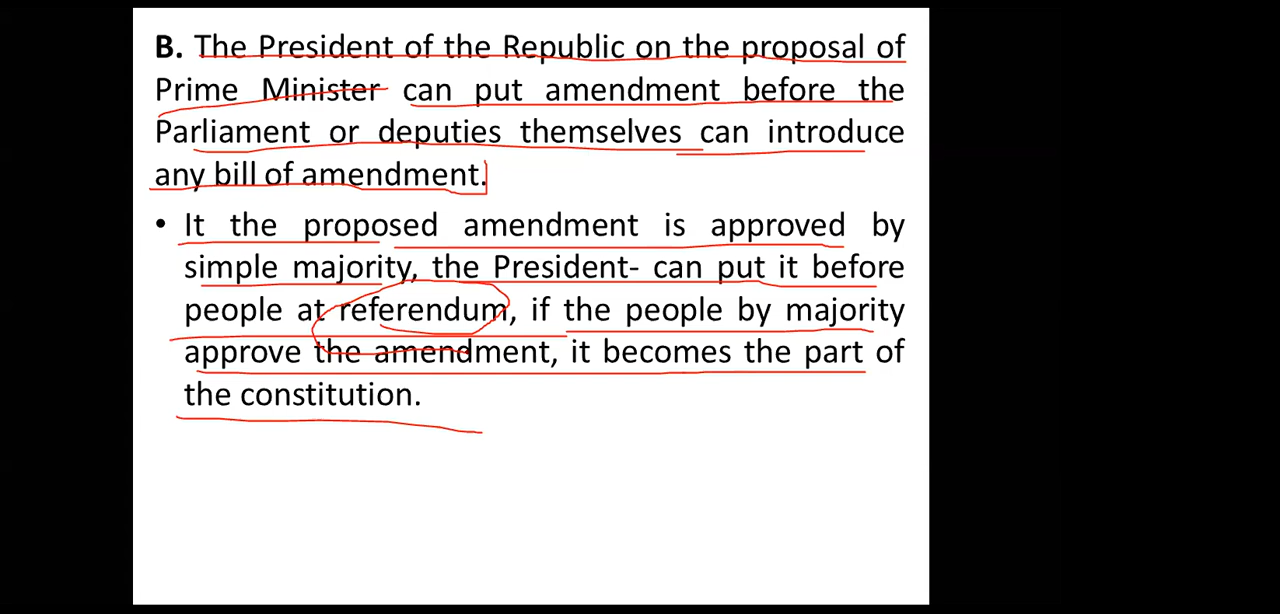 B. The President of the Republic on the proposal of
Prime Minister can put amendment before the
Parliament or deputies themselves can introduce
any bill of amendment.
• It the proposed amendment is approved by
simple majority, the President- can put it before
people at referendum, if the people by majority
approve the amendment, it becomes the part of
the constitution.